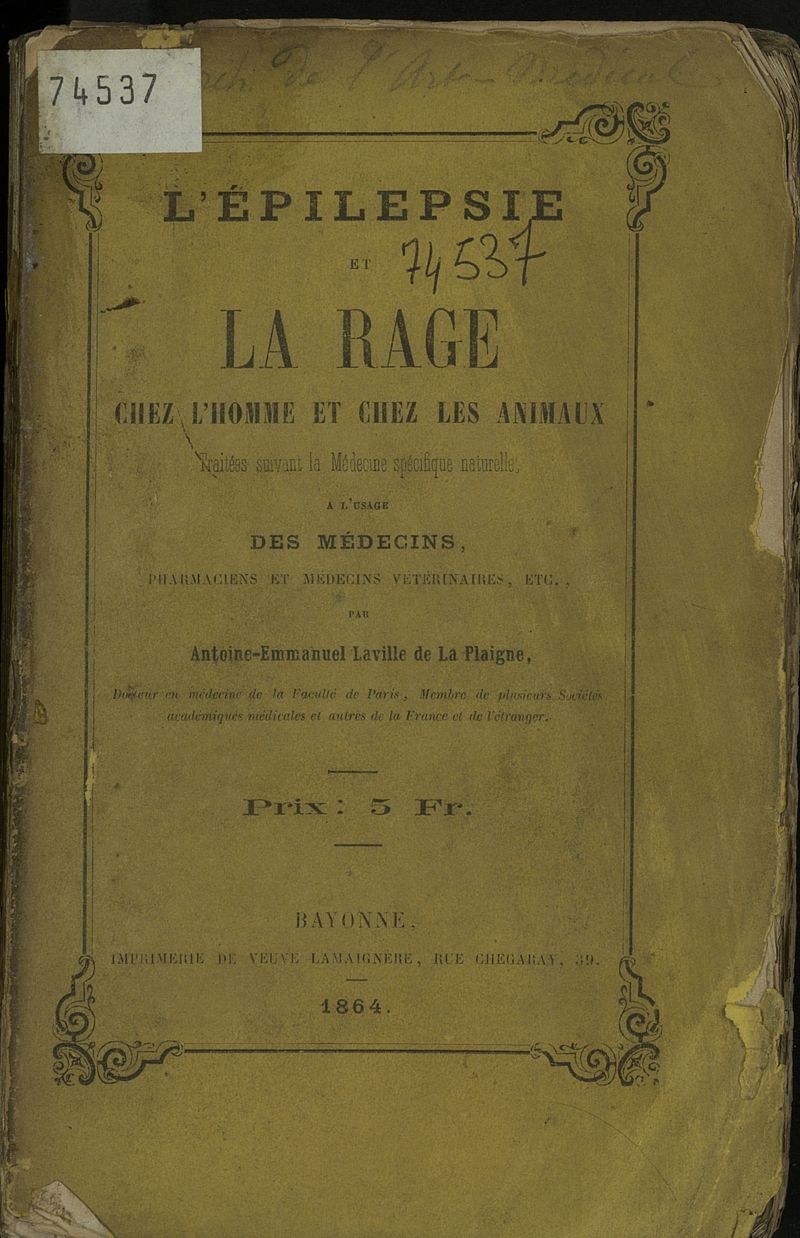 74537
de l'Art Médical
L'ÉPILEPSIE
ET
74537
LA RAGE
CHEZ L'HOMME ET CHEZ LES ANIMAUX
Traitées suivant la Médecine spécifique naturelle,
A L'USAGE
DES MÉDECINS,
PHARMACIENS ET MÉDECINS VÉTÉRINAIRES, ETC.,
PAR
Antoine-Emmanuel Laville de La Plaigne,
Docteur en médecine de la Faculté de Paris, Membre de plusieurs Sociétés
académiques médicales et autres de la France et de l'étranger.
Prix: 5 Fr.
BAYONNE,
IMPRIMERIE DE VEUVE LAMAIGNÈRE, RUE CHEGARAY, 39.
1864.